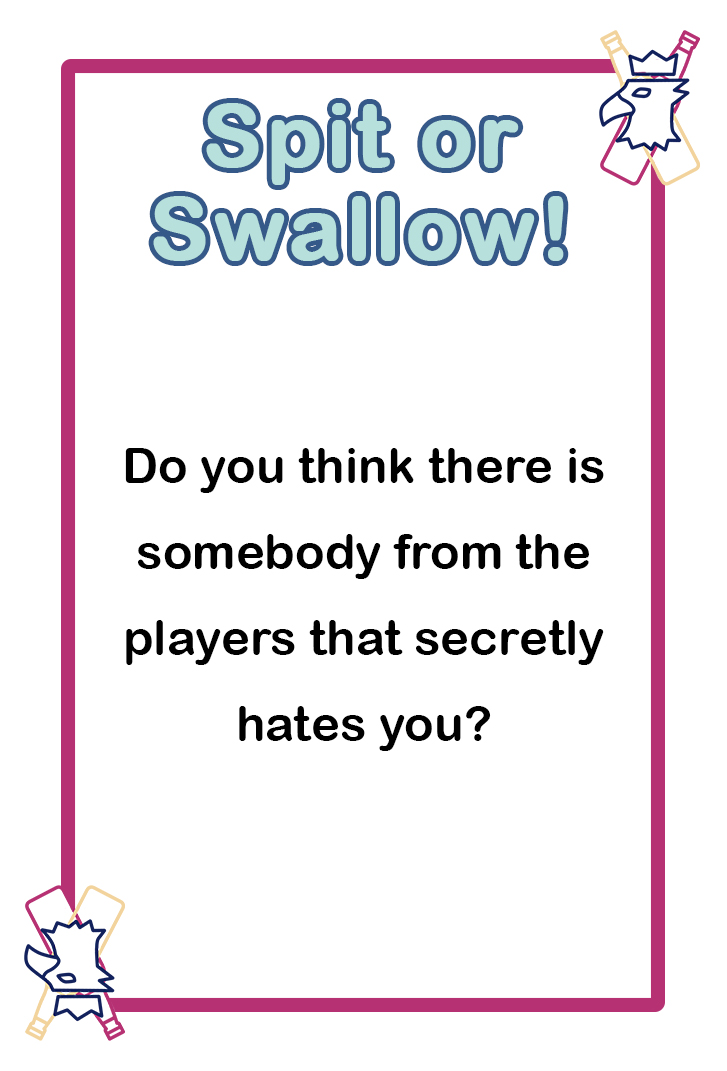 Spit or
Swallow!
Do you think there is
somebody from the
players that secretly
hates you?